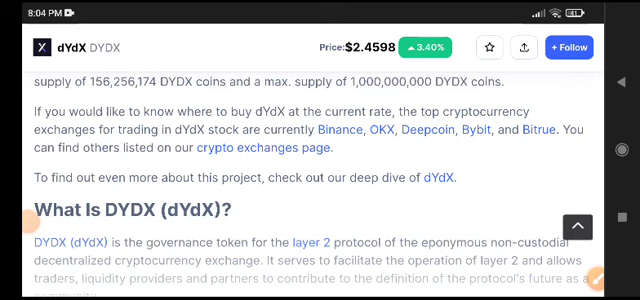 8:04 PM
dYdX DYDX Price:$2.4598 3.40% + Follow
supply of 156,256,174 DYDX coins and a max. supply of 1,000,000,000 DYDX coins.
If you would like to know where to buy dYdX at the current rate, the top cryptocurrency
exchanges for trading in dYdX stock are currently Binance, OKX, Deepcoin, Bybit, and Bitrue. You
can find others listed on our crypto exchanges page.
To find out even more about this project, check out our deep dive of dYdX.
What Is DYDX (dYdX)?
DYDX (dYdX) is the governance token for the layer 2 protocol of the eponymous non-custodial
decentralized cryptocurrency exchange. It serves to facilitate the operation of layer 2 and allows
traders, liquidity providers and partners to contribute to the definition of the protocol's future as a